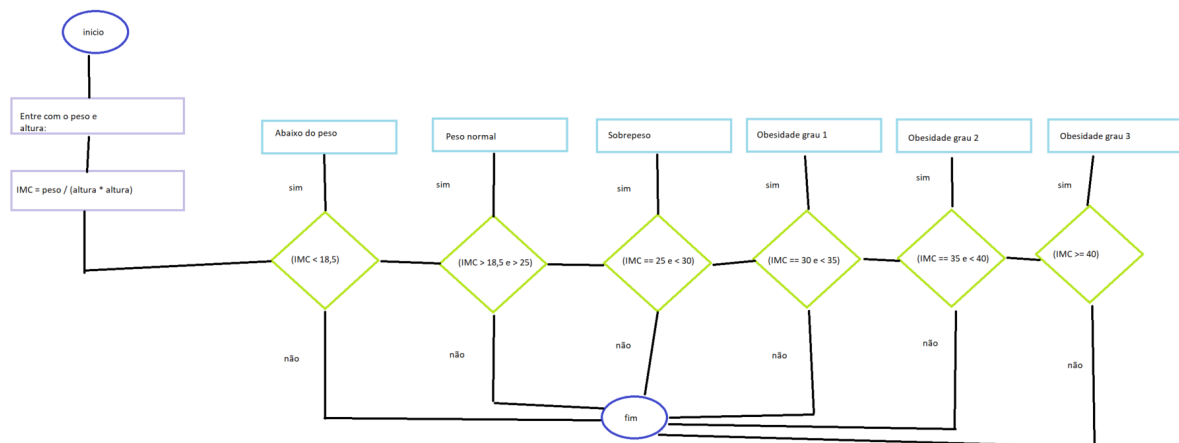 inicio
Entre com o peso e
altura:
IMC = peso / (altura * altura)
Abaixo do peso
Peso normal
Sobrepeso
Obesidade grau 1
Obesidade grau 2
Obesidade grau 3
sim
sim
sim
sim
sim
sim
(IMC < 18,5)
(IMC > 18,5 e > 25)
(IMC == 25 e < 30)
(IMC == 30 e < 35)
(IMC == 35 e < 40)
(IMC >= 40)
não
não
não
não
não
não
fim